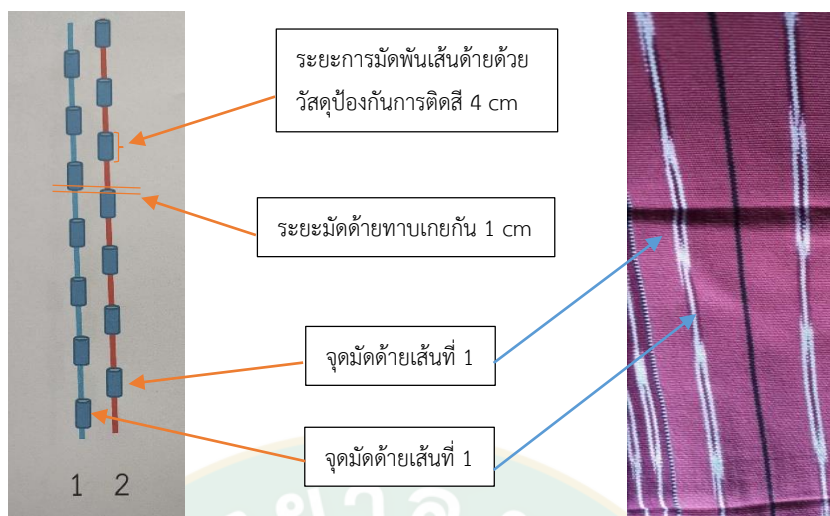 ระยะการมัดพันเส้นด้ายด้วย
วัสดุป้องกันการติดสี 4 cm
ระยะมัดด้ายทาบเกยกัน 1 cm
จุดมัดด้ายเส้นที่ 1
จุดมัดด้ายเส้นที่ 1
1 2